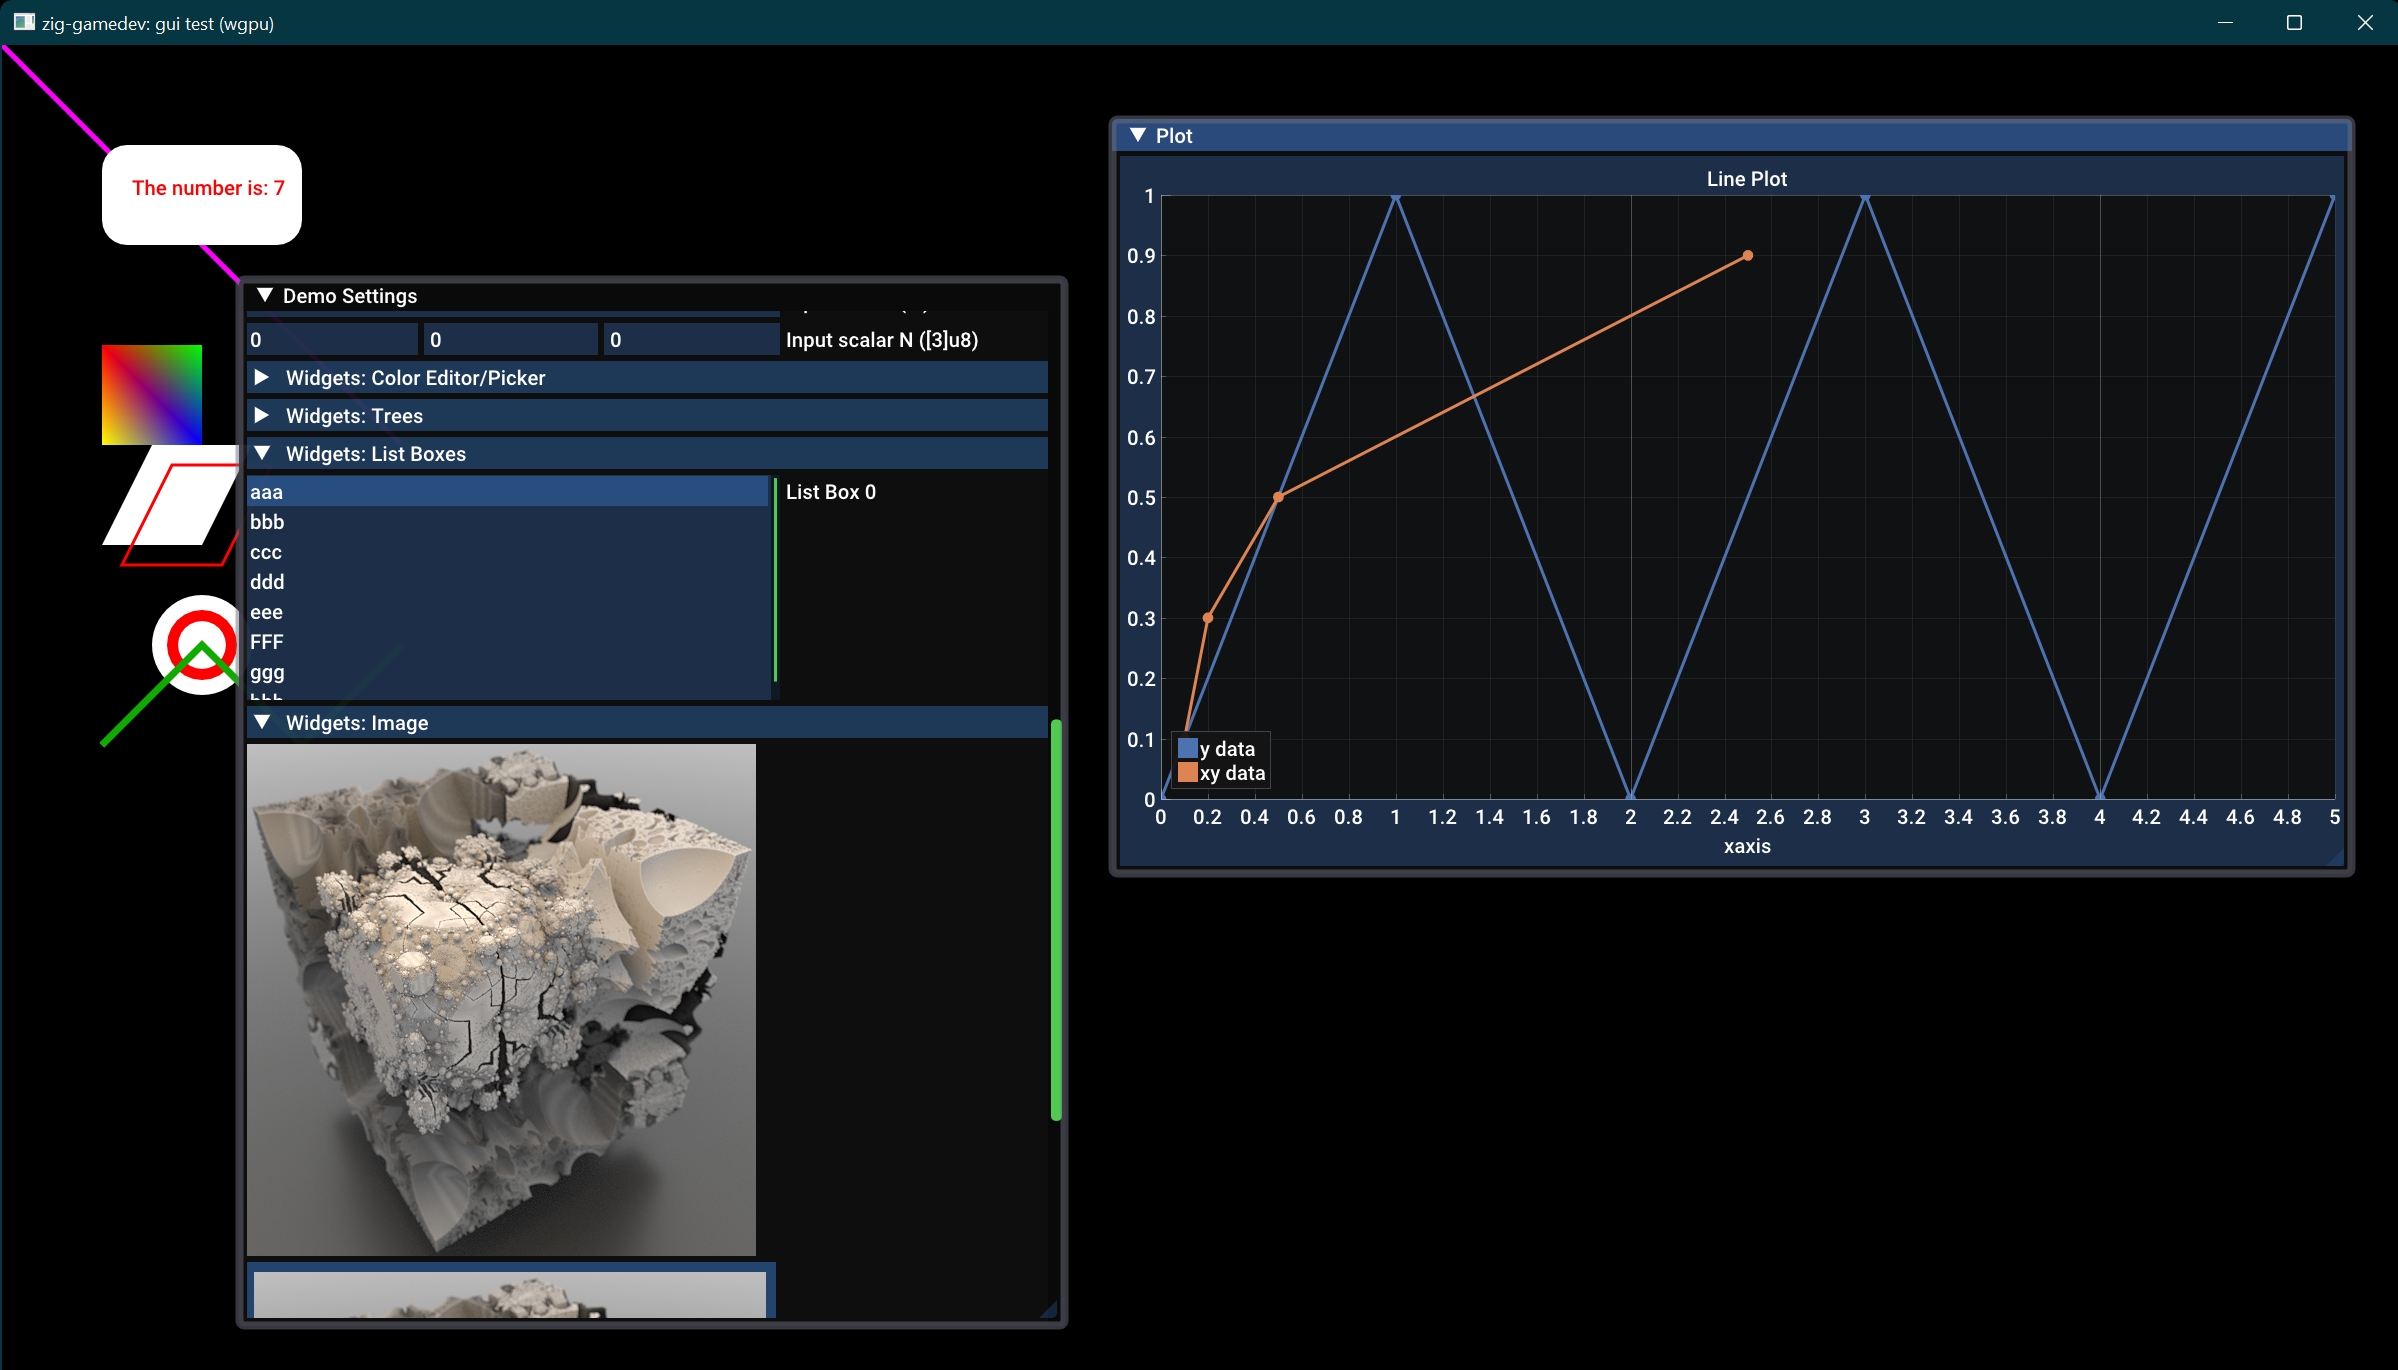 zig-gamedev: gui test (wgpu)
The number is: 7
Demo Settings
0 0 0 Input scalar N ([3]u8)
Widgets: Color Editor/Picker
Widgets: Trees
Widgets: List Boxes
aaa List Box 0
bbb
ccc
ddd
eee
FFF
ggg
Widgets: Image
Plot
Line Plot
1
0.9
0.8
0.7
0.6
0.5
0.4
0.3
0.2
0.1
0
y data
xy data
0 0.2 0.4 0.6 0.8 1 1.2 1.4 1.6 1.8 2 2.2 2.4 2.6 2.8 3 3.2 3.4 3.6 3.8 4 4.2 4.4 4.6 4.8 5
xaxis